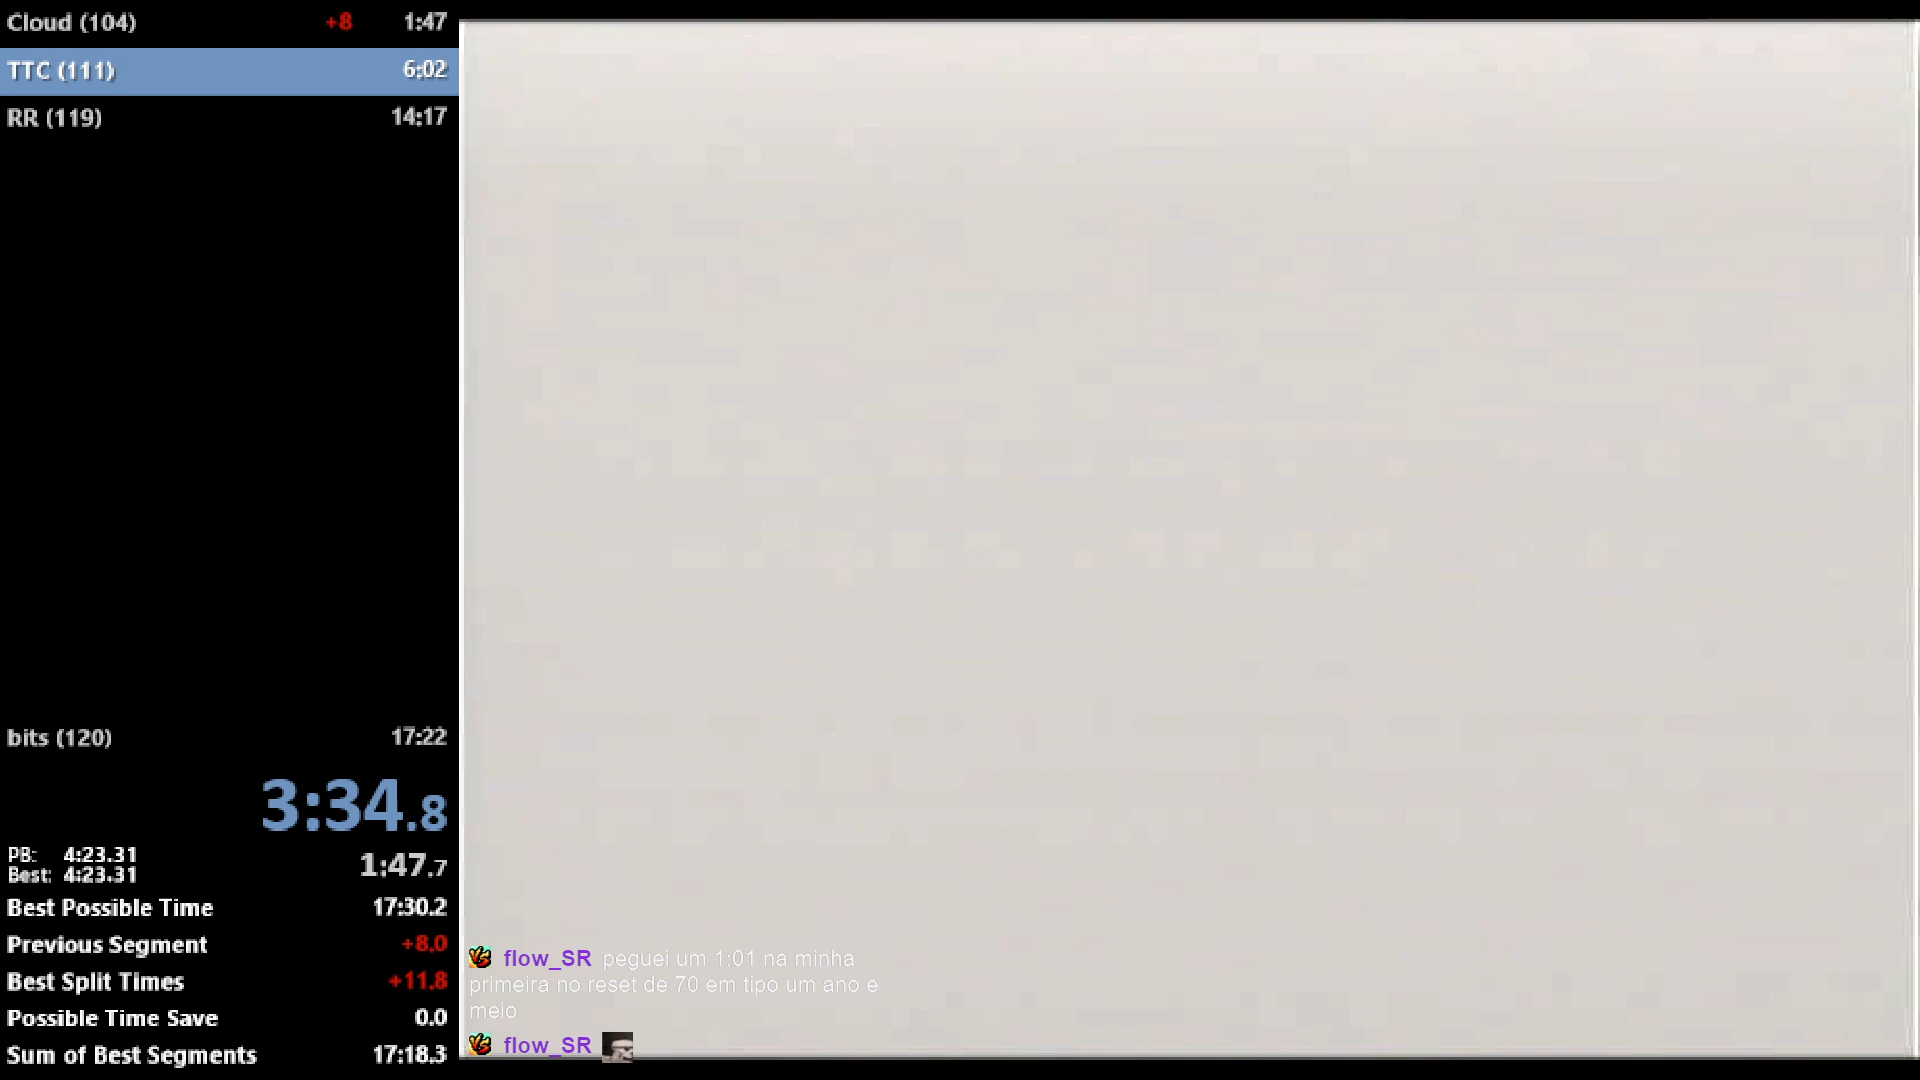 Cloud (104) +8 1:47
TTC (111) 6:02
RR (119) 14:17
bits (120) 17:22
3:34.8
PB: 4:23.31
Best: 4:23.31
1:47.7
Best Possible Time 17:30.2
Previous Segment +8.0
Best Split Times +11.8
Possible Time Save 0.0
Sum of Best Segments 17:18.3
flow_SR peguei um 1:01 na minha
primeira no reset de 70 em tipo um ano e
meio
flow_SR